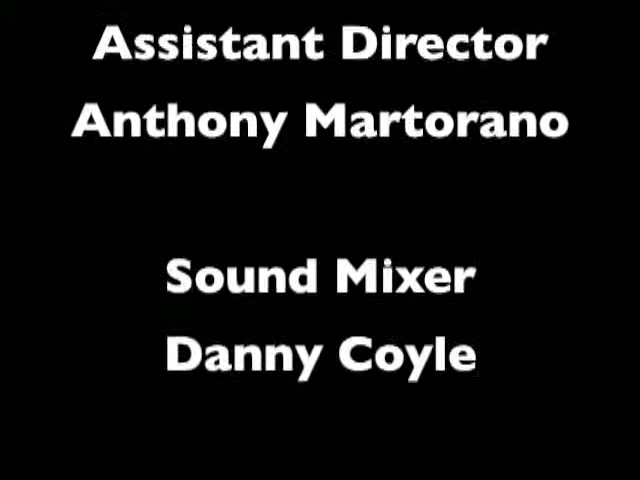 Assistant Director
Anthony Martorano
Sound Mixer
Danny Coyle